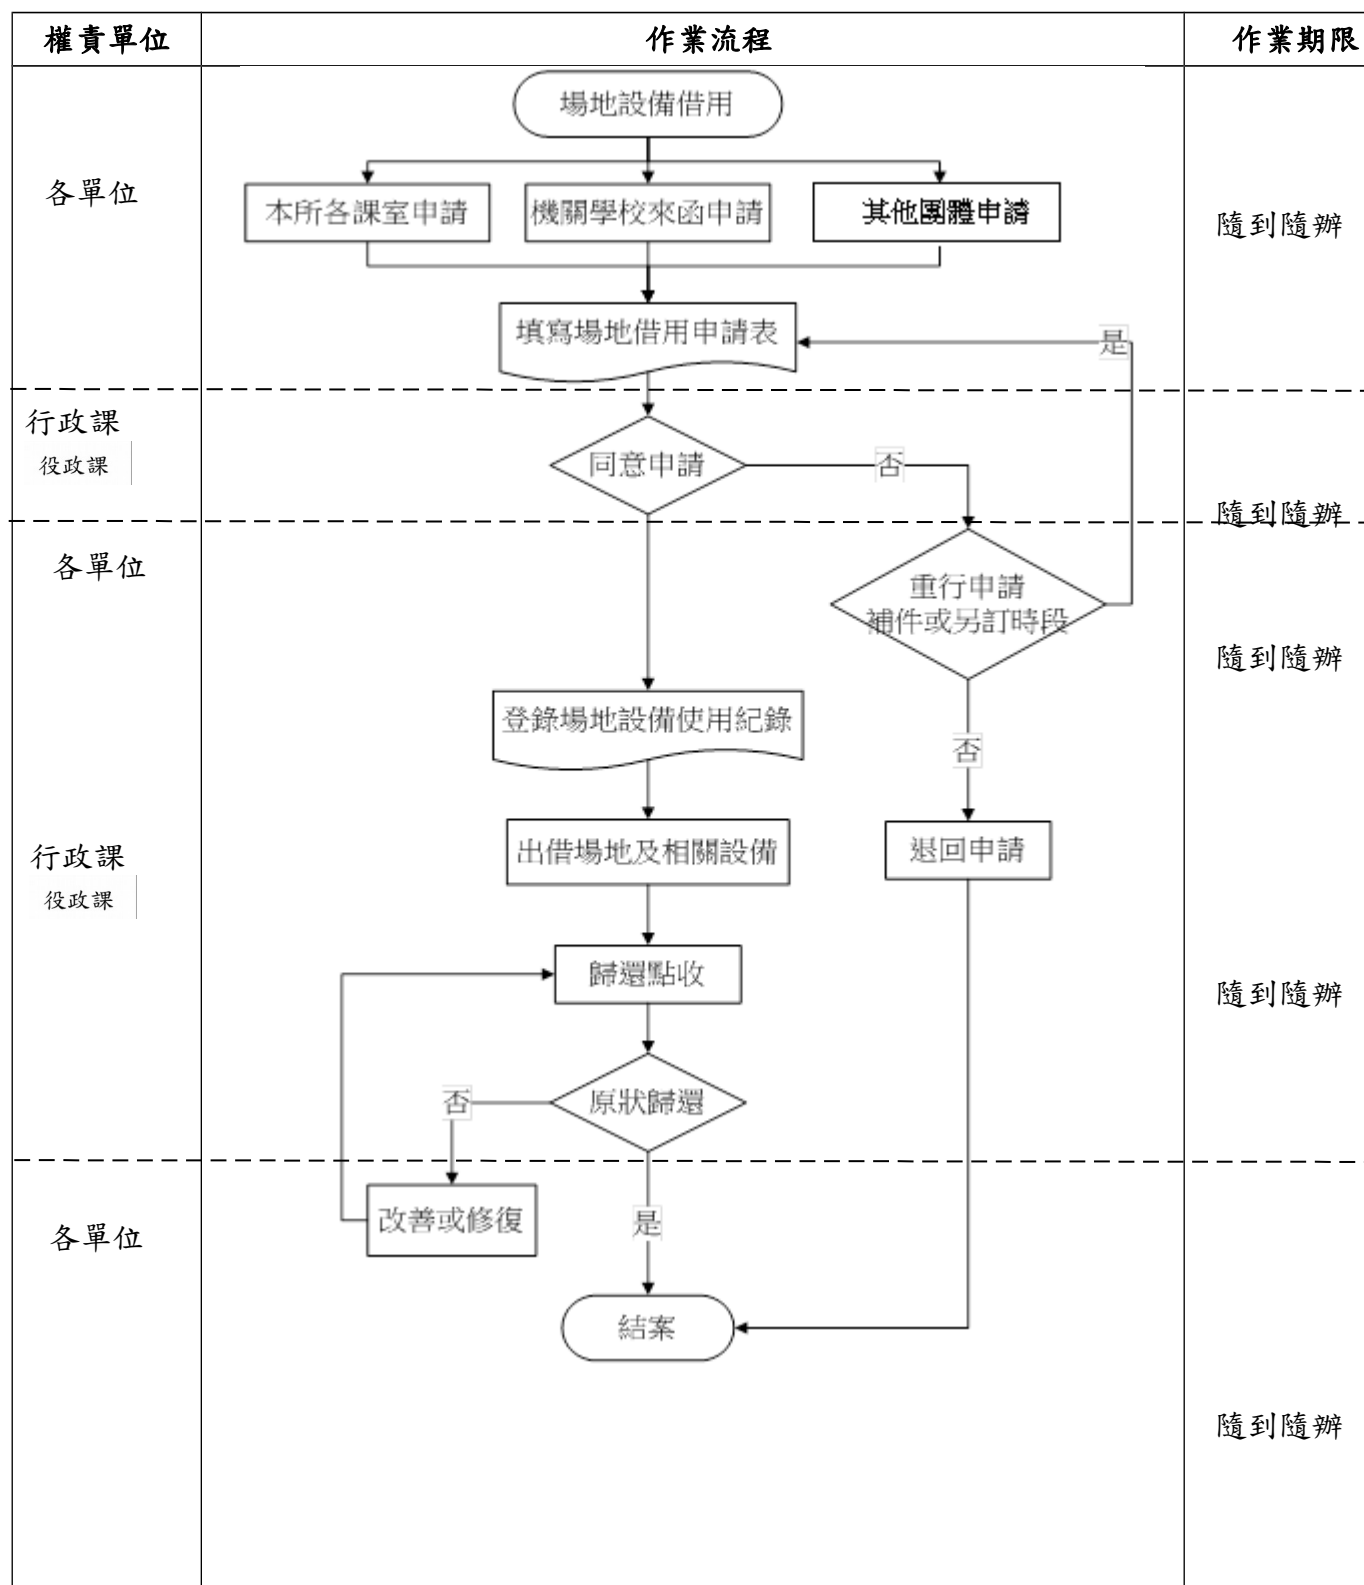 權責單位 作業流程 作業期限
場地設備借用
各單位
本所各課室申請 機關學校來函申請 其他團體申請
隨到隨辦
填寫場地借用申請表
是
行政課
役政課
同意申請
否
隨到隨辦
各單位
重行申請
補件或另訂時段
隨到隨辦
登錄場地設備使用紀錄
否
行政課
役政課
出借場地及相關設備
退回申請
歸還點收
隨到隨辦
原狀歸還
否
各單位
改善或修復
是
結案
隨到隨辦